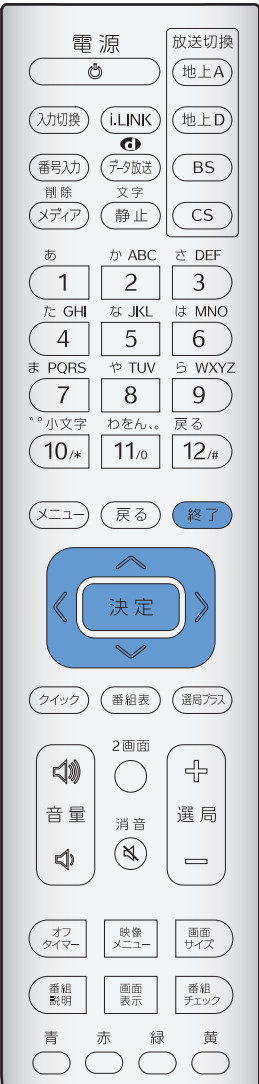 電源
放送切換
地上A
入力切換
i.LINK
地上D
d
番号入力
データ放送
BS
削除
文字
メディア
静止
CS
あ
か ABC
さ DEF
1
2
3
た GHI
な JKL
は MNO
4
5
6
ま PQRS
や TUV
ら WXYZ
7
8
9
゛゜小文字
わをん、。
戻る
10/*
11/0
12/#
メニュー
戻る
終了
決定
クイック
番組表
選局プラス
2画面
音量
消音
選局
オフ
タイマー
映像
メニュー
画面
サイズ
番組
説明
画面
表示
番組
チェック
青
赤
緑
黄